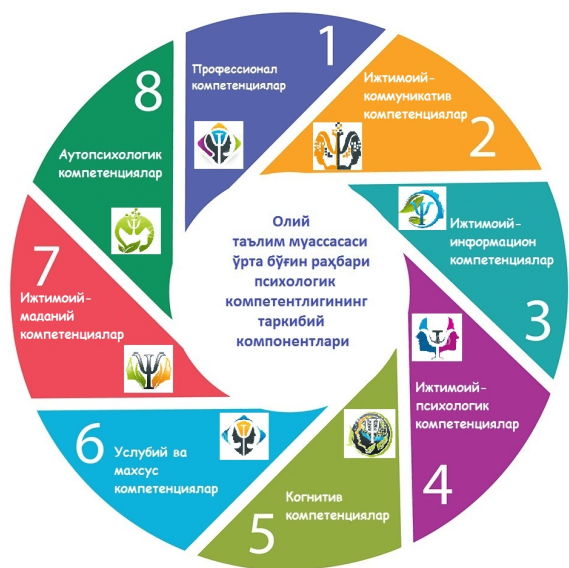 1
Профессионал
компетенциялар
Ижтимоий-
коммуникатив
компетенциялар
2
Ижтимоий-
информацион
компетенциялар
3
Ижтимоий-
психологик
компетенциялар
4
Когнитив
компетенциялар
5
6
Услубий ва
махсус
компетенциялар
7
Ижтимоий-
маданий
компетенциялар
8
Аутопсихологик
компетенциялар
Олий
таълим муассасаси
ўрта бўғин раҳбари
психологик
компетентлигининг
таркибий
компонентлари